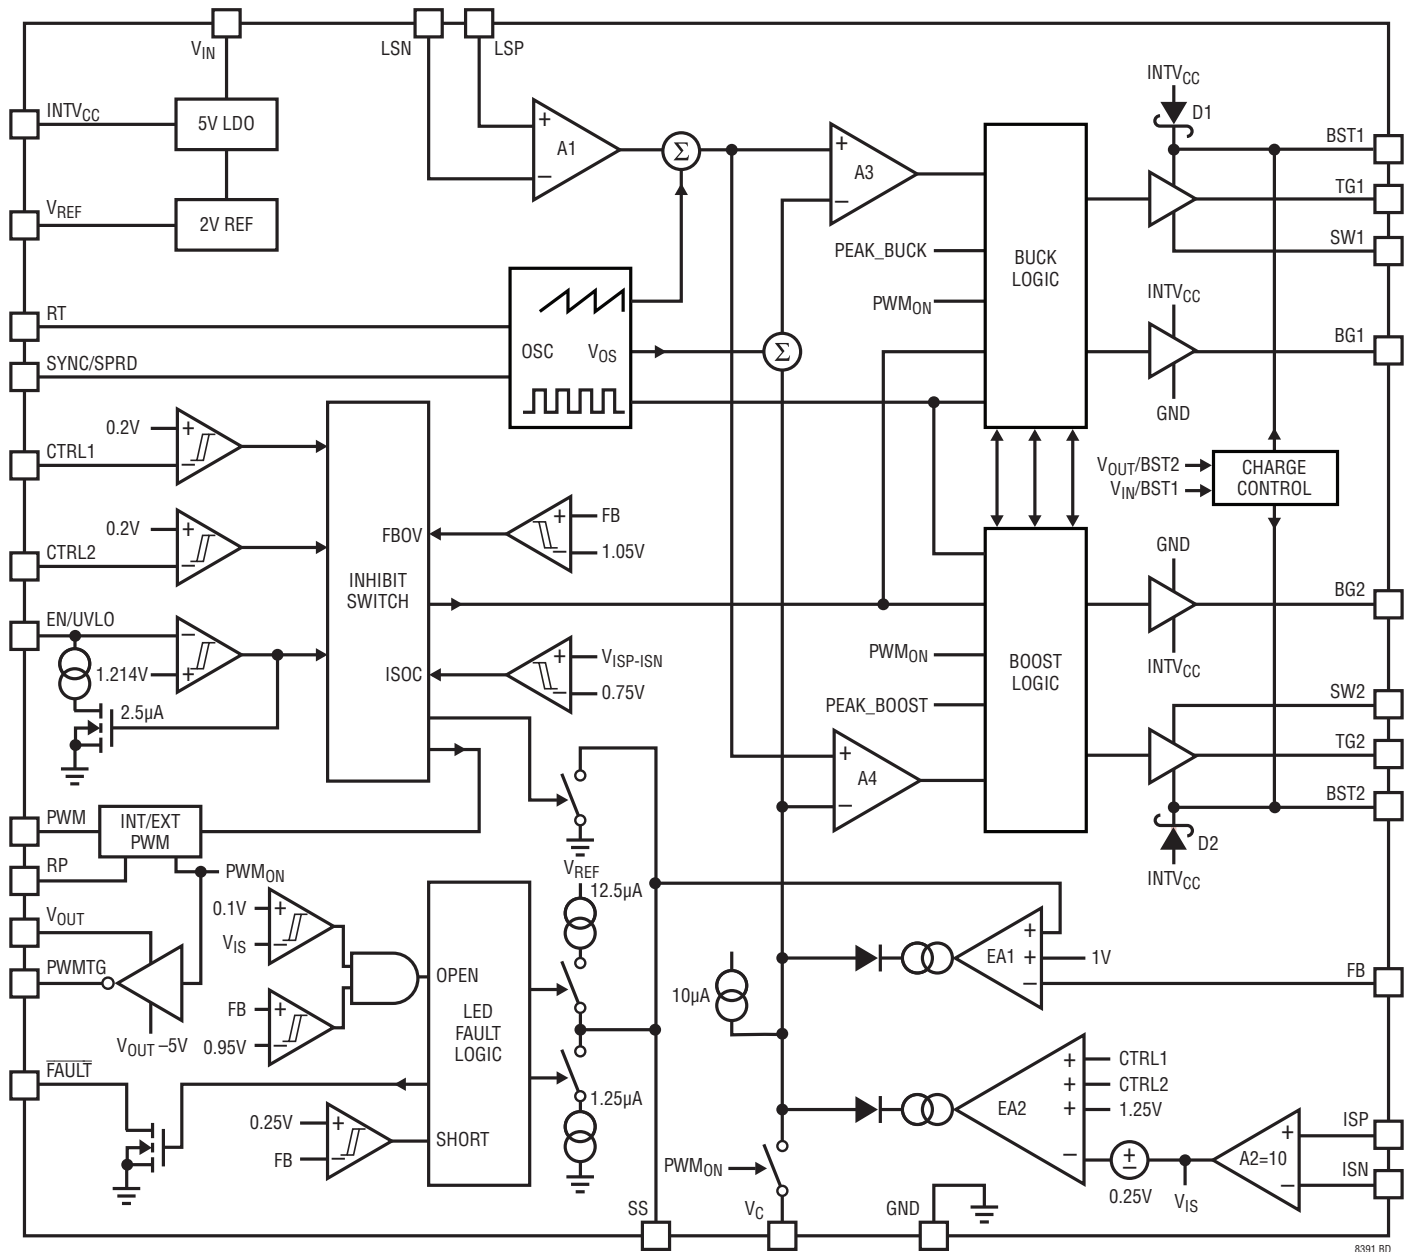 VIN
LSN
LSP
INTVCC
5V LDO
VREF
2V REF
RT
SYNC/SPRD
OSC
VOS
A1
+
−
Σ
Σ
A3
+
−
PEAK_BUCK
PWMON
BUCK
LOGIC
INTVCC
D1
BST1
TG1
SW1
INTVCC
BG1
GND
VOUT/BST2
VIN/BST1
CHARGE
CONTROL
0.2V
+
CTRL1
−
0.2V
+
CTRL2
−
EN/UVLO
−
1.214V
+
2.5µA
FBOV
INHIBIT
SWITCH
ISOC
+
FB
−
1.05V
+
VISP-ISN
−
0.75V
GND
BG2
INTVCC
PWMON
BOOST
LOGIC
PEAK_BOOST
+
A4
−
SW2
TG2
BST2
D2
INTVCC
PWM
INT/EXT
PWM
RP
PWMON
VOUT
PWMTG
VOUT –5V
FAULT
0.1V
+
VIS
−
FB
+
0.95V
−
OPEN
LED
FAULT
LOGIC
SHORT
0.25V
+
FB
−
VREF
12.5µA
1.25µA
10µA
EA1
+
+
−
1V
FB
EA2
+
CTRL1
+
CTRL2
+
1.25V
−
+
−
0.25V
VIS
A2=10
+
−
ISP
ISN
PWMON
SS
VC
GND
8391 BD